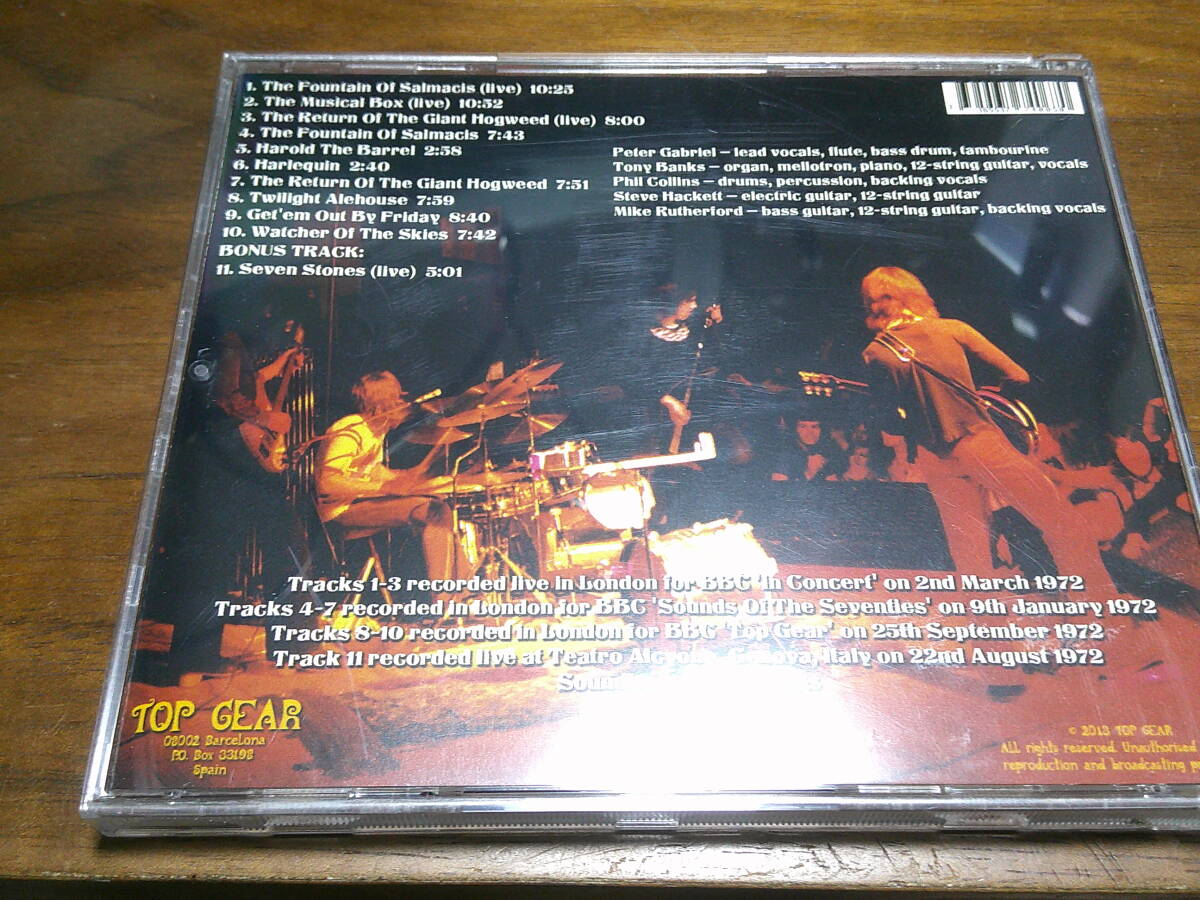 1. The Fountain Of Salmacis (live) 10:25
2. The Musical Box (live) 10:52
3. The Return Of The Giant Hogweed (live) 8:00
4. The Fountain Of Salmacis 7:43
5. Harold The Barrel 2:58
6. Harlequin 2:40
7. The Return Of The Giant Hogweed 7:51
8. Twilight Alehouse 7:59
9. Get'em Out By Friday 8:40
10. Watcher Of The Skies 7:42
BONUS TRACK:
11. Seven Stones (live) 5:01
Peter Gabriel – lead vocals, flute, bass drum, tambourine
Tony Banks – organ, mellotron, piano, 12-string guitar, vocals
Phil Collins – drums, percussion, backing vocals
Steve Hackett – electric guitar, 12-string guitar
Mike Rutherford – bass guitar, 12-string guitar, backing vocals
Tracks 1-3 recorded live in London for BBC 'In Concert' on 2nd March 1972
Tracks 4-7 recorded in London for BBC 'Sounds Of The Seventies' on 9th January 1972
Tracks 8-10 recorded in London for BBC 'Top Gear' on 25th September 1972
Track 11 recorded live at Teatro Italy on 22nd August 1972
TOP GEAR
08002 Barcelona
P.O. Box 33198
Spain
© 2013 TOP GEAR
All rights reserved. Unauthorised
reproduction and broadcasting